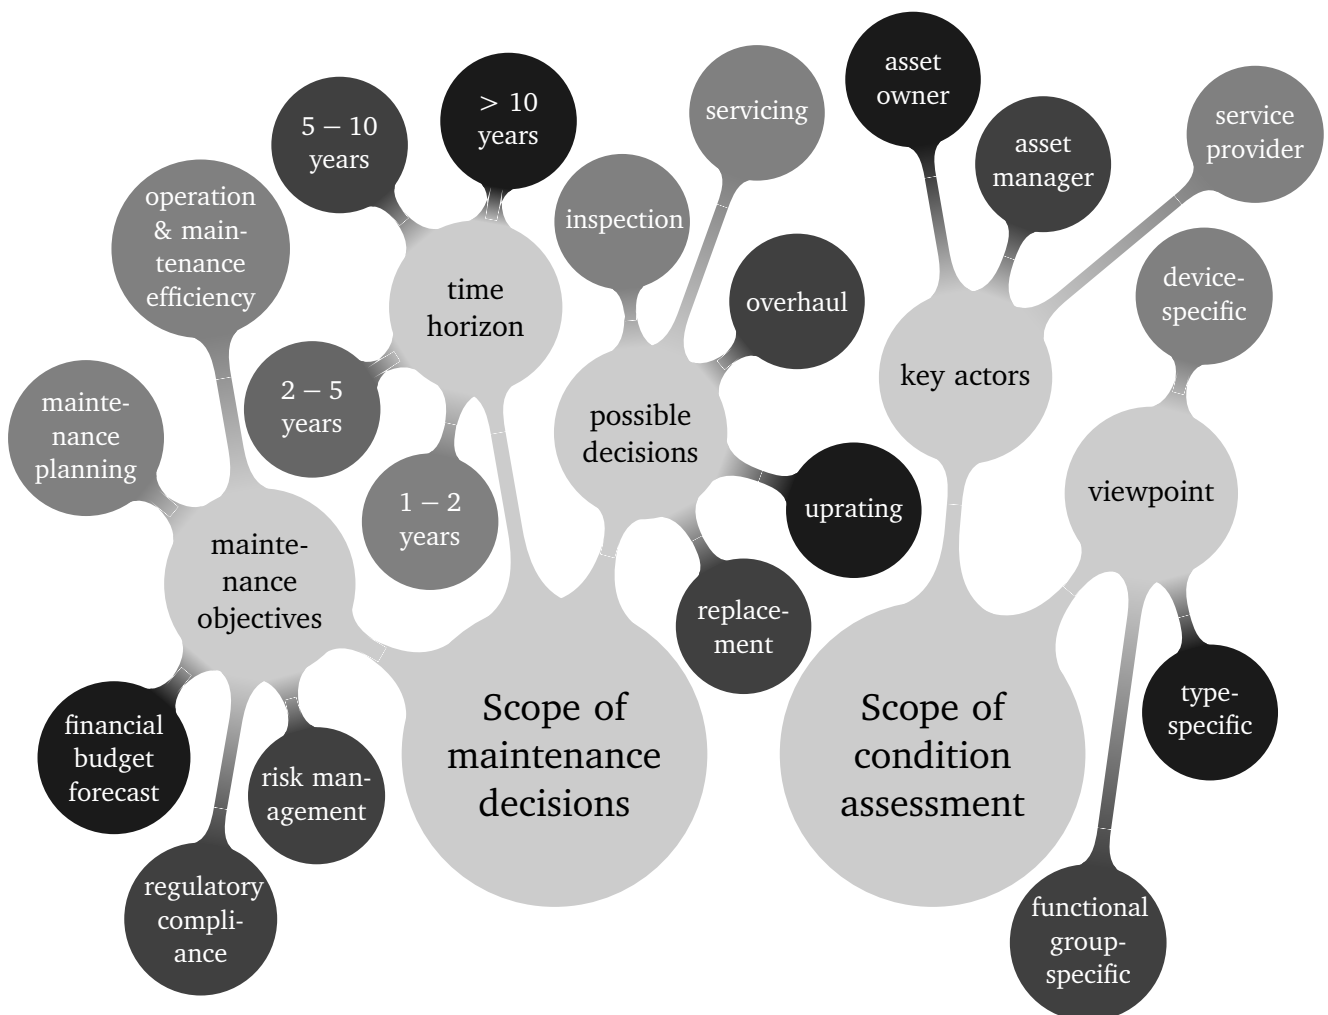 Scope of
maintenance
decisions
mainte-
nance
objectives
operation
& main-
tenance
efficiency
mainte-
nance
planning
financial
budget
forecast
regulatory
compli-
ance
risk man-
agement
time
horizon
5 – 10
years
> 10
years
2 – 5
years
1 – 2
years
possible
decisions
inspection
servicing
overhaul
uprating
replace-
ment
Scope of
condition
assessment
key actors
asset
owner
asset
manager
service
provider
viewpoint
device-
specific
type-
specific
functional
group-
specific